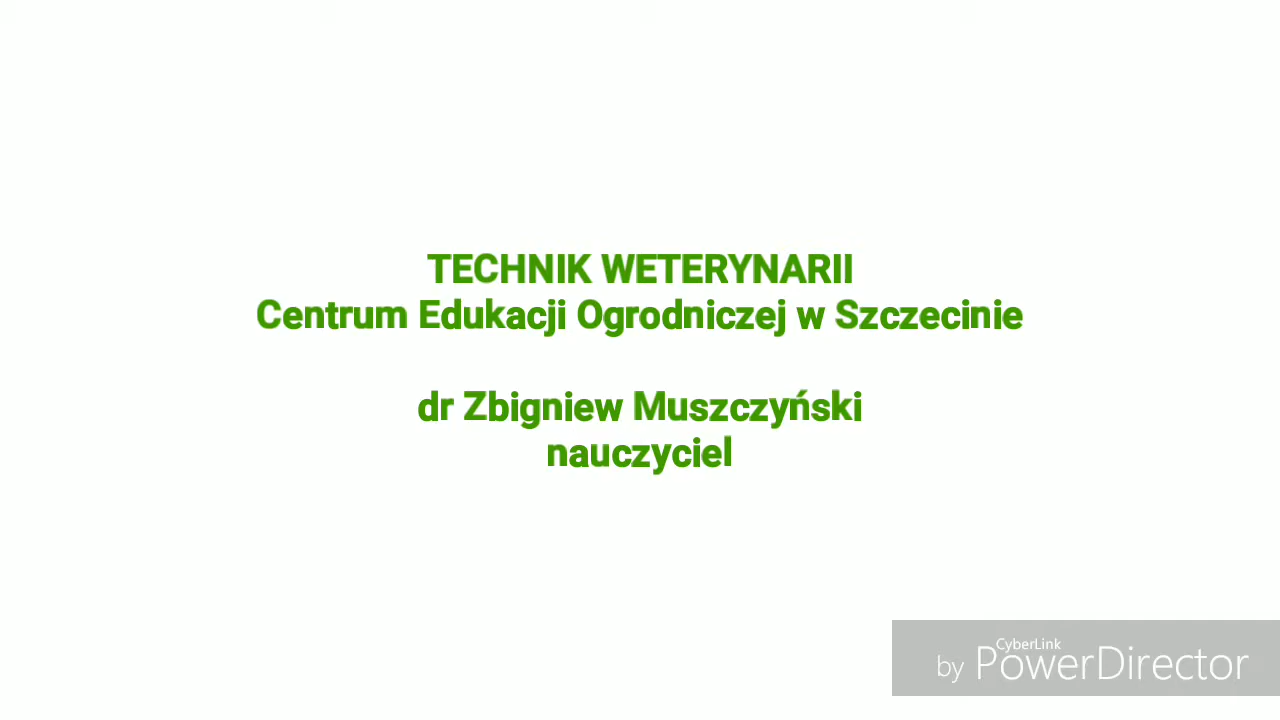 TECHNIK WETERYNARII
Centrum Edukacji Ogrodniczej w Szczecinie
dr Zbigniew Muszczyński
nauczyciel
CyberLink
by PowerDirector